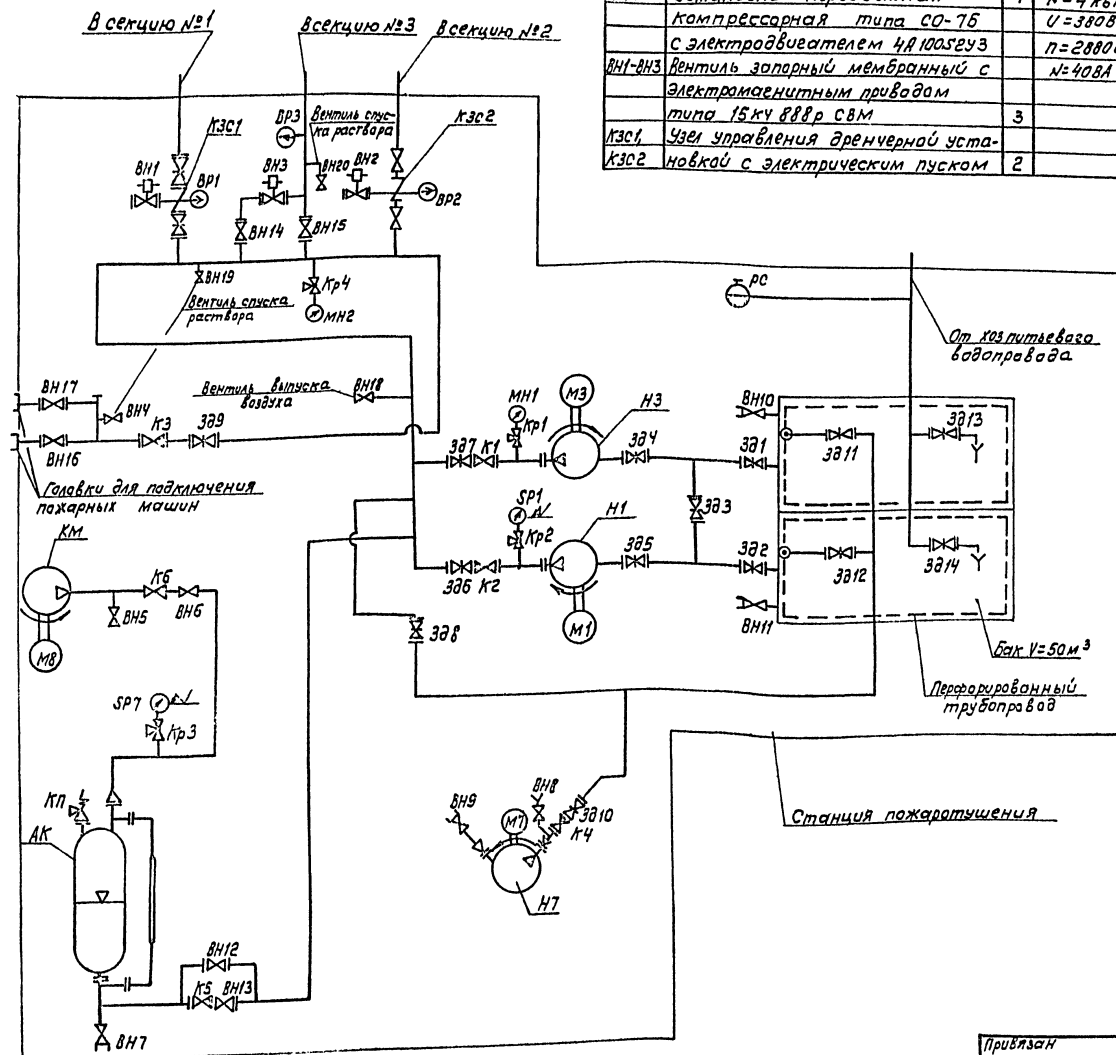 В секцию №1
В секцию №3
В секцию №2
компрессорная типа СО-7Б
U=380В
с электродвигателем 4А100S2У3
ВН1-ВН3 Вентиль запорный мембранный с
N=40ВА
электромагнитным приводом
типа 15кч 888р СВМ 3
КЗС1, Узел управления дренчерной уста-
КЗС2 новкой с электрическим пуском 2
ВР3
Вентиль спус-
ка раствора
КЗС1
КЗС2
ВН1
ВР1
ВН3
ВН20
ВН2
ВР2
ВН14
ВН15
ВН19
Кр4
МН2
Вентиль спуска
раствора
РС
От хозпитьевого
водопровода
ВН17
ВН4
Вентиль выпуска
воздуха
ВН18
ВН16
К3
Зд9
Головки для подключения
пожарных машин
МН1
Кр1
М3
Н3
Зд7
К1
Зд4
Зд3
ВН10
Зд1
Зд11
Зд13
SP1
Кр2
Н1
Зд6
К2
Зд5
М1
Зд2
Зд12
Зд14
ВН11
Зд8
Бак V=50м³
Перфорированный
трубопровод
КМ
К6
ВН5
ВН6
М8
SP7
Кр3
КП
АК
ВН9
М7
ВН8
Зд10
К4
Н7
Станция пожаротушения
ВН12
К5
ВН13
ВН7
Привязан